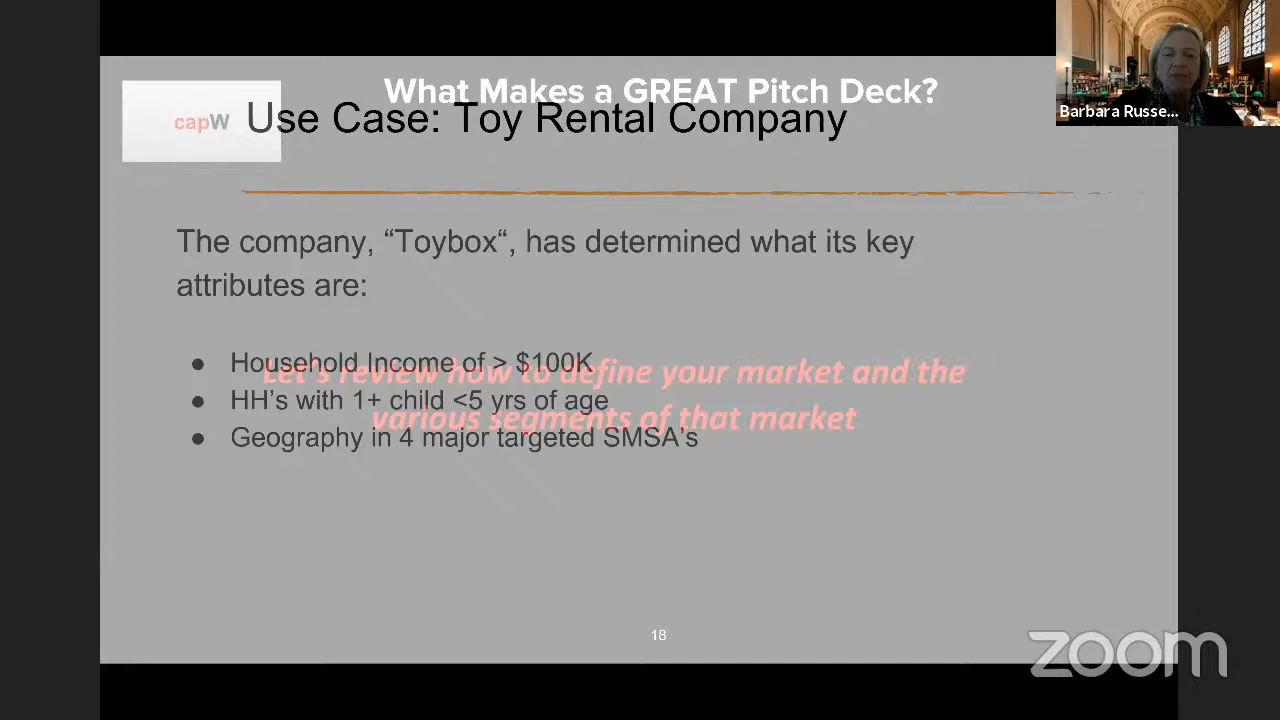 What Makes a GREAT Pitch Deck?
capW
Use Case: Toy Rental Company
Barbara Russe...
The company, “Toybox“, has determined what its key
attributes are:
● Household Income of > $100K
● HH's with 1+ child <5 yrs of age
● Geography in 4 major targeted SMSA's
Let's review how to define your market and the
various segments of that market
18
zoom